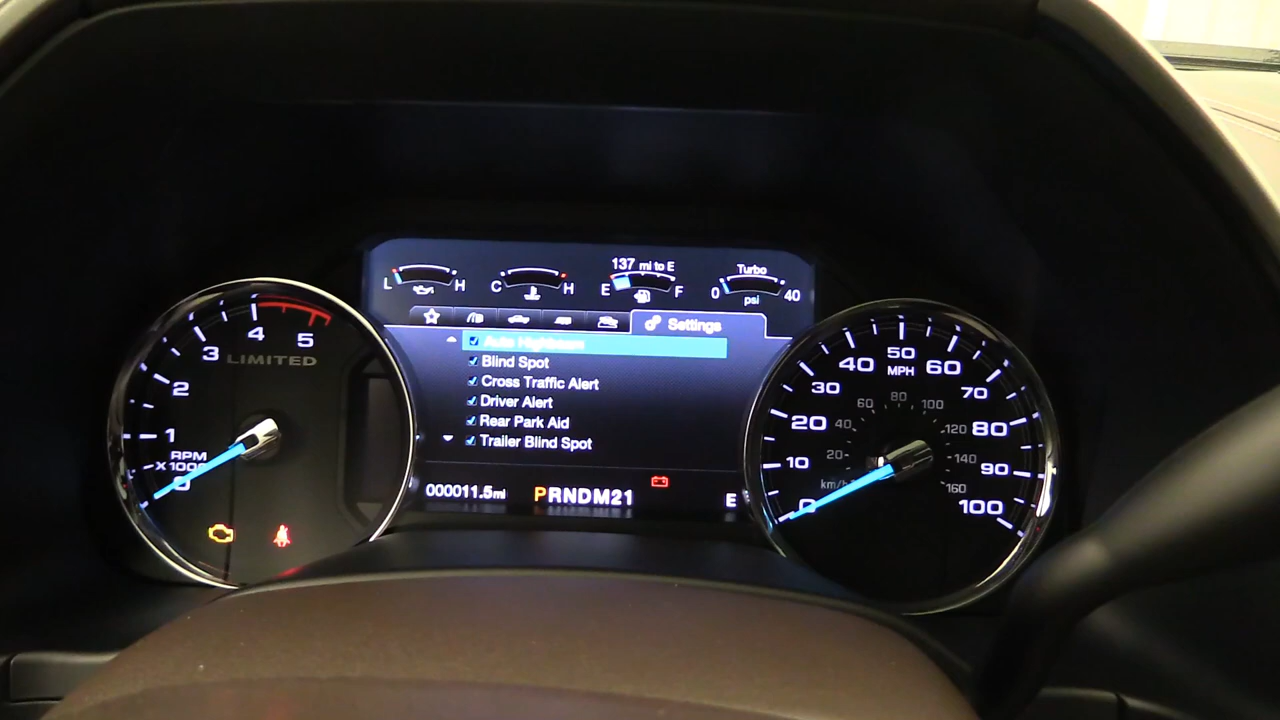 137 mi to E
Turbo
L H
C H
E F
0 40
psi
Settings
Auto Highbeam
Blind Spot
Cross Traffic Alert
Driver Alert
Rear Park Aid
Trailer Blind Spot
000011.5mi
PRNDM21
E
LIMITED
5
4
3
2
1
RPM
X1000
0
0
10
20
30
40
50
60
70
80
90
100
MPH
20
40
60
80
100
120
140
160
km/h